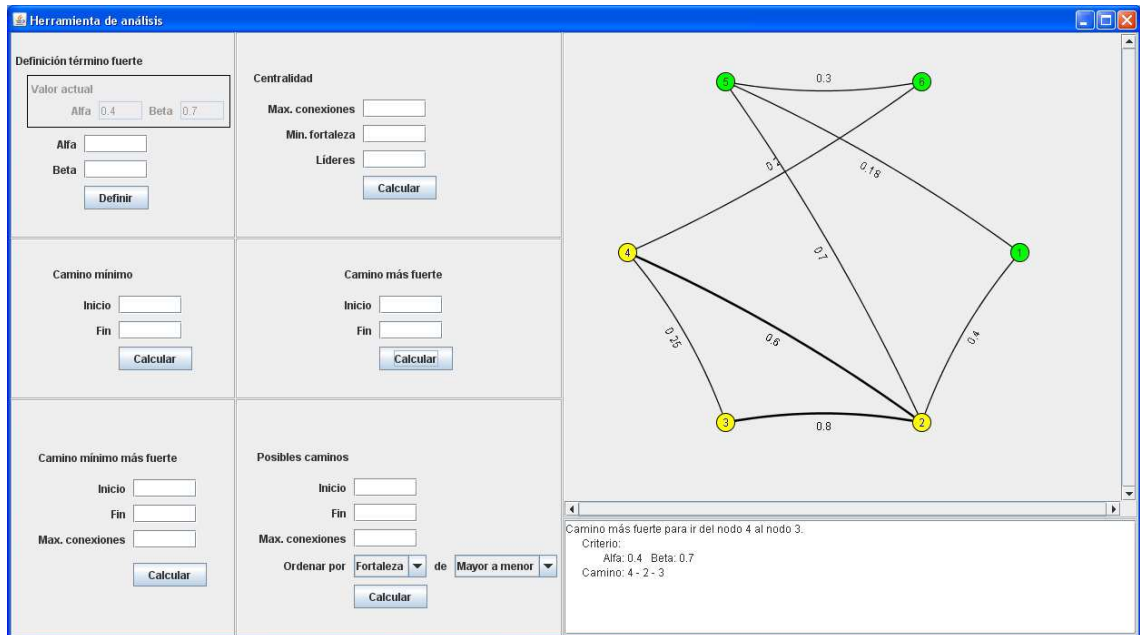 Herramienta de análisis
Definición término fuerte
Valor actual
Alfa 0.4 Beta 0.7
Alfa
Beta
Definir
Centralidad
Max. conexiones
Min. fortaleza
Líderes
Calcular
Camino mínimo
Inicio
Fin
Calcular
Camino más fuerte
Inicio
Fin
Calcular
Camino mínimo más fuerte
Inicio
Fin
Max. conexiones
Calcular
Posibles caminos
Inicio
Fin
Max. conexiones
Ordenar por Fortaleza de Mayor a menor
Calcular
5
0.3
6
0.18
4
0.7
1
0.25
0.6
0.4
3
0.8
2
Camino más fuerte para ir del nodo 4 al nodo 3.
Criterio:
Alfa: 0.4 Beta: 0.7
Camino: 4 - 2 - 3